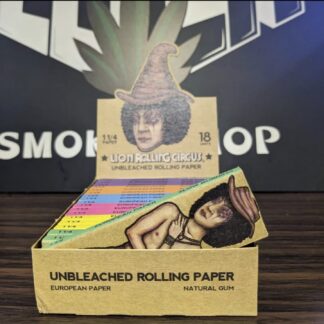 SMOK
OP
1 1/4
PAPER
18
LION ROLLING CIRCUS
UNBLEACHED ROLLING PAPER
UNBLEACHED ROLLING PAPER
EUROPEAN PAPER
NATURAL GUM